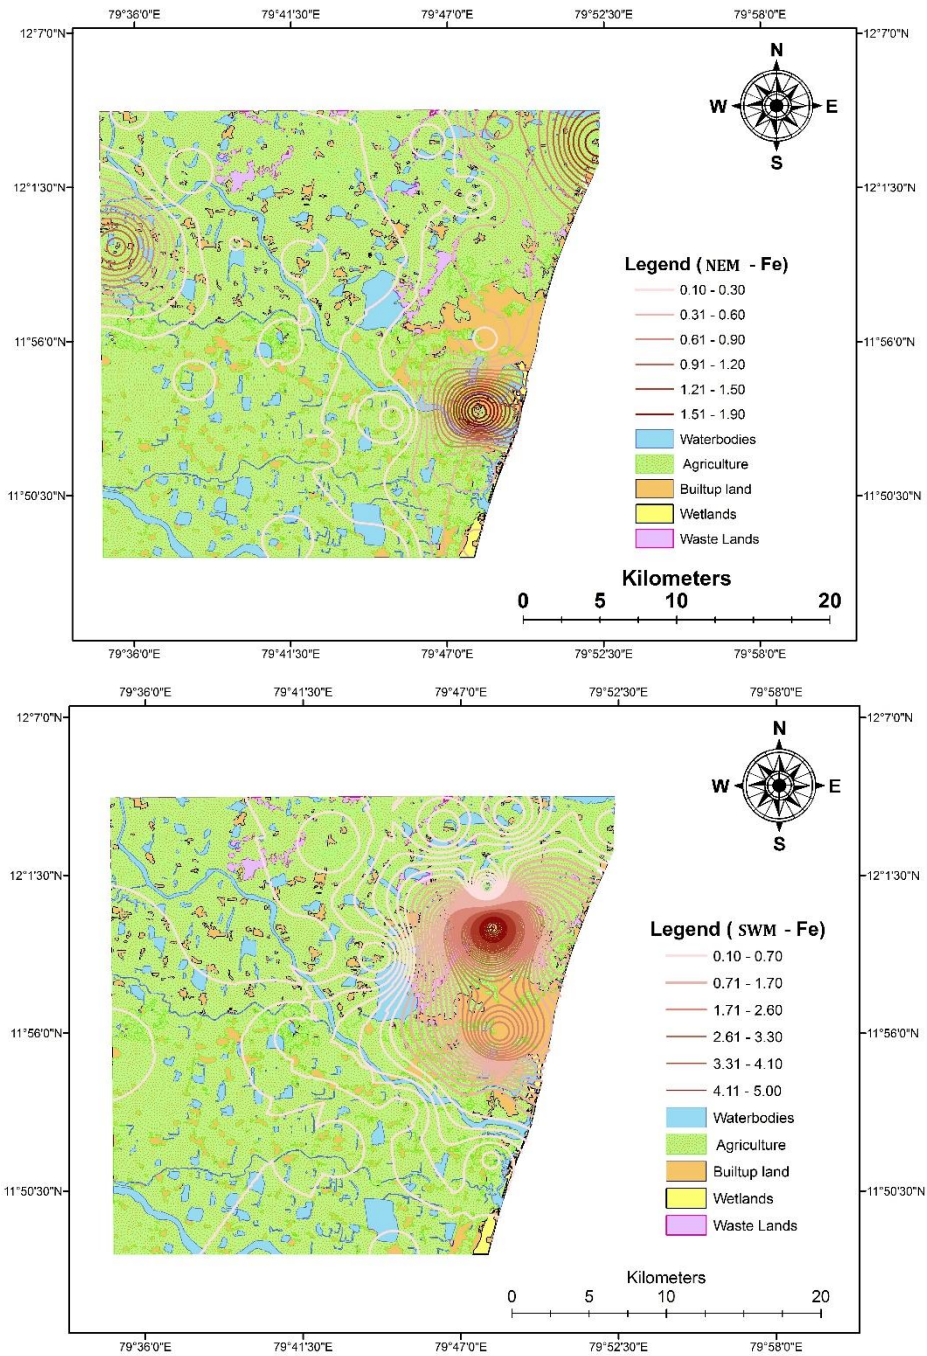 79°36'0"E 79°41'30"E 79°47'0"E 79°52'30"E 79°58'0"E
12°7'0"N 12°7'0"N
N
W E
S
12°1'30"N 12°1'30"N
Legend ( NEM - Fe)
0.10 - 0.30
0.31 - 0.60
0.61 - 0.90
11°56'0"N 11°56'0"N
0.91 - 1.20
1.21 - 1.50
1.51 - 1.90
Waterbodies
Agriculture
Builtup land
11°50'30"N 11°50'30"N
Wetlands
Waste Lands
Kilometers
0 5 10 20
79°36'0"E 79°41'30"E 79°47'0"E 79°52'30"E 79°58'0"E
79°36'0"E 79°41'30"E 79°47'0"E 79°52'30"E 79°58'0"E
12°7'0"N 12°7'0"N
N
W E
S
12°1'30"N 12°1'30"N
Legend ( SWM - Fe)
0.10 - 0.70
0.71 - 1.70
1.71 - 2.60
11°56'0"N 11°56'0"N
2.61 - 3.30
3.31 - 4.10
4.11 - 5.00
Waterbodies
Agriculture
Builtup land
11°50'30"N 11°50'30"N
Wetlands
Waste Lands
Kilometers
0 5 10 20
79°36'0"E 79°41'30"E 79°47'0"E 79°52'30"E 79°58'0"E